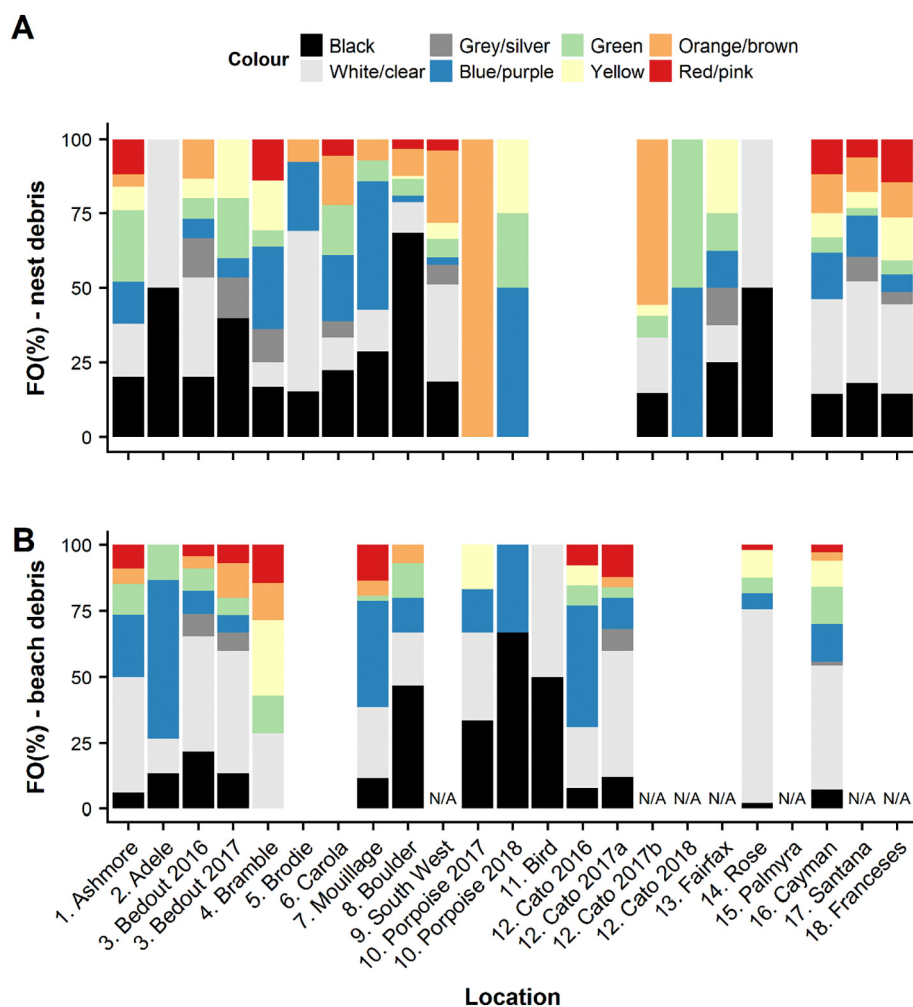 A
Colour Black Grey/silver Green Orange/brown
White/clear Blue/purple Yellow Red/pink
100
75
50
25
0
FO(%) - nest debris
B
100
75
50
25
0
FO(%) - beach debris
N/A N/A N/A N/A N/A N/A N/A
1. Ashmore
2. Adele
3. Bedout 2016
3. Bedout 2017
4. Bramble
5. Brodie
6. Carola
7. Mouillage
8. Boulder
9. South West
10. Porpoise 2017
10. Porpoise 2018
11. Bird
12. Cato 2016
12. Cato 2017a
12. Cato 2017b
12. Cato 2018
13. Fairfax
14. Rose
15. Palmyra
16. Cayman
17. Santana
18. Franceses
Location